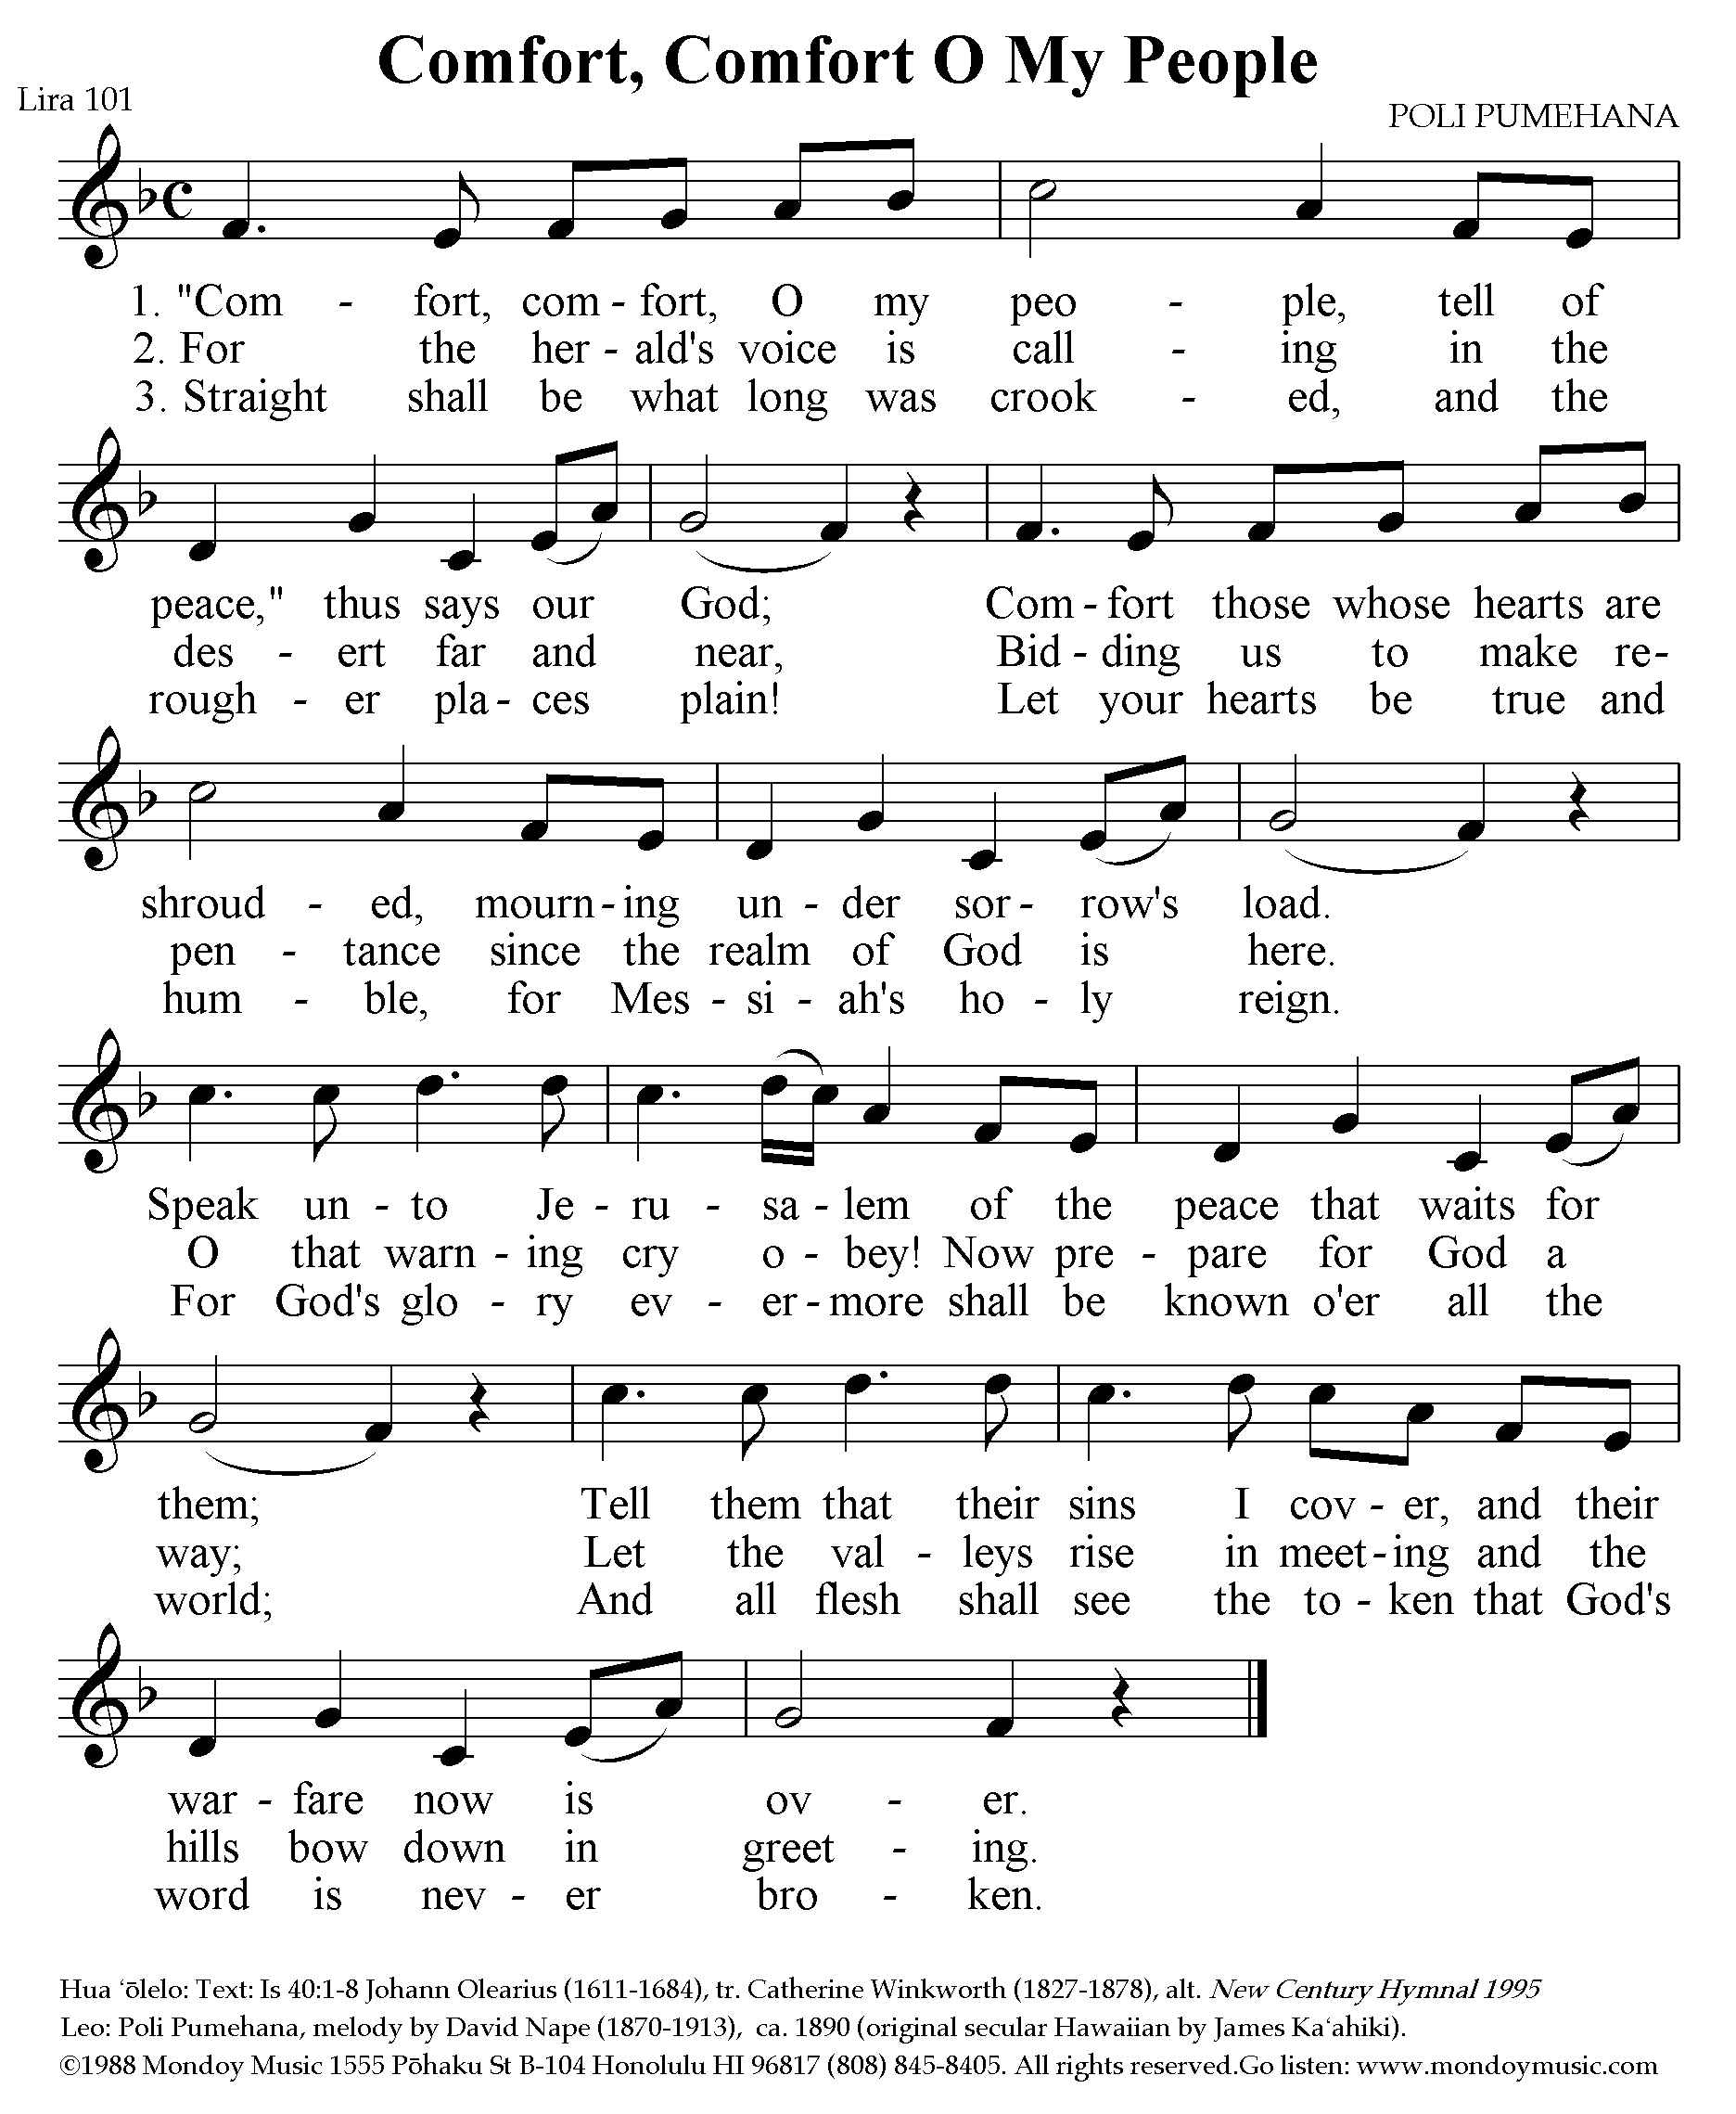 Comfort, Comfort O My People
Lira 101
POLI PUMEHANA
1. "Com - fort, com - fort, O my peo - ple, tell of
2. For the her - ald's voice is call - ing in the
3. Straight shall be what long was crook - ed, and the
peace," thus says our God; Com - fort those whose hearts are
des - ert far and near, Bid - ding us to make re-
rough - er pla - ces plain! Let your hearts be true and
shroud - ed, mourn - ing un - der sor - row's load.
pen - tance since the realm of God is here.
hum - ble, for Mes - si - ah's ho - ly reign.
Speak un - to Je - ru - sa - lem of the peace that waits for
O that warn - ing cry o - bey! Now pre - pare for God a
For God's glo - ry ev - er - more shall be known o'er all the
them; Tell them that their sins I cov - er, and their
way; Let the val - leys rise in meet - ing and the
world; And all flesh shall see the to - ken that God's
war - fare now is ov - er.
hills bow down in greet - ing.
word is nev - er bro - ken.
Hua ʻōlelo: Text: Is 40:1-8 Johann Olearius (1611-1684), tr. Catherine Winkworth (1827-1878), alt. New Century Hymnal 1995
Leo: Poli Pumehana, melody by David Nape (1870-1913), ca. 1890 (original secular Hawaiian by James Kaʻahiki).
©1988 Mondoy Music 1555 Pōhaku St B-104 Honolulu HI 96817 (808) 845-8405. All rights reserved.Go listen: www.mondoymusic.com